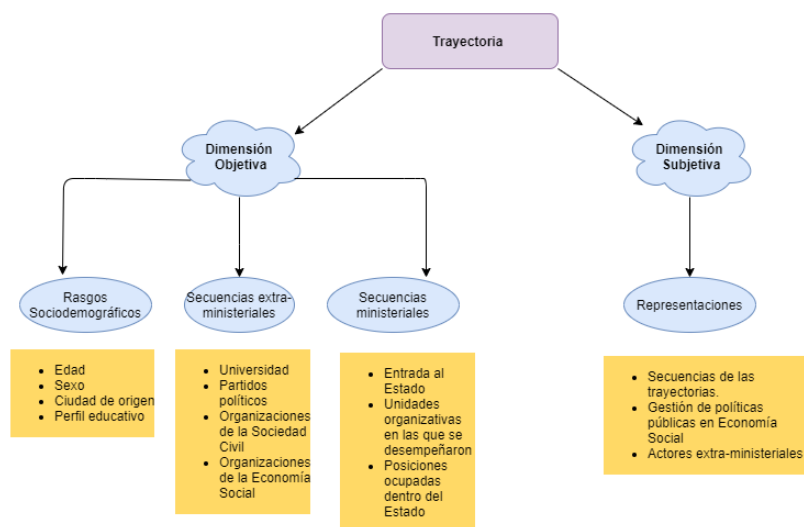 Trayectoria
Dimensión
Objetiva
Dimensión
Subjetiva
Rasgos
Sociodemográficos
Secuencias extra-
ministeriales
Secuencias
ministeriales
Representaciones
• Edad
• Sexo
• Ciudad de origen
• Perfil educativo
• Universidad
• Partidos
políticos
• Organizaciones
de la Sociedad
Civil
• Organizaciones
de la Economía
Social
• Entrada al
Estado
• Unidades
organizativas
en las que se
desempeñaron
• Posiciones
ocupadas
dentro del
Estado
• Secuencias de las
trayectorias.
• Gestión de políticas
públicas en Economía
Social
• Actores extra-ministeriales